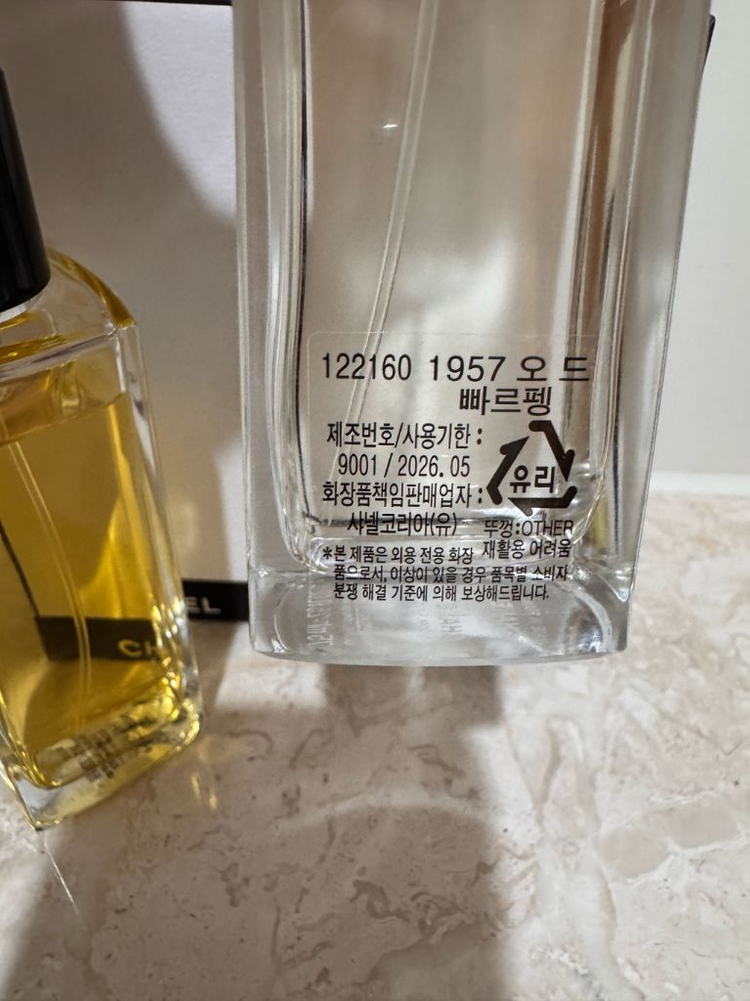 122160 1957 오 드
빠르펭
제조번호/사용기한 :
9001 / 2026. 05
화장품책임판매업자 :
샤넬코리아(유)
유리
뚜껑:OTHER
재활용 어려움
*본 제품은 외용 전용 화장
품으로서, 이상이 있을 경우 품목별 소비자
분쟁 해결 기준에 의해 보상해드립니다.
EL
CH